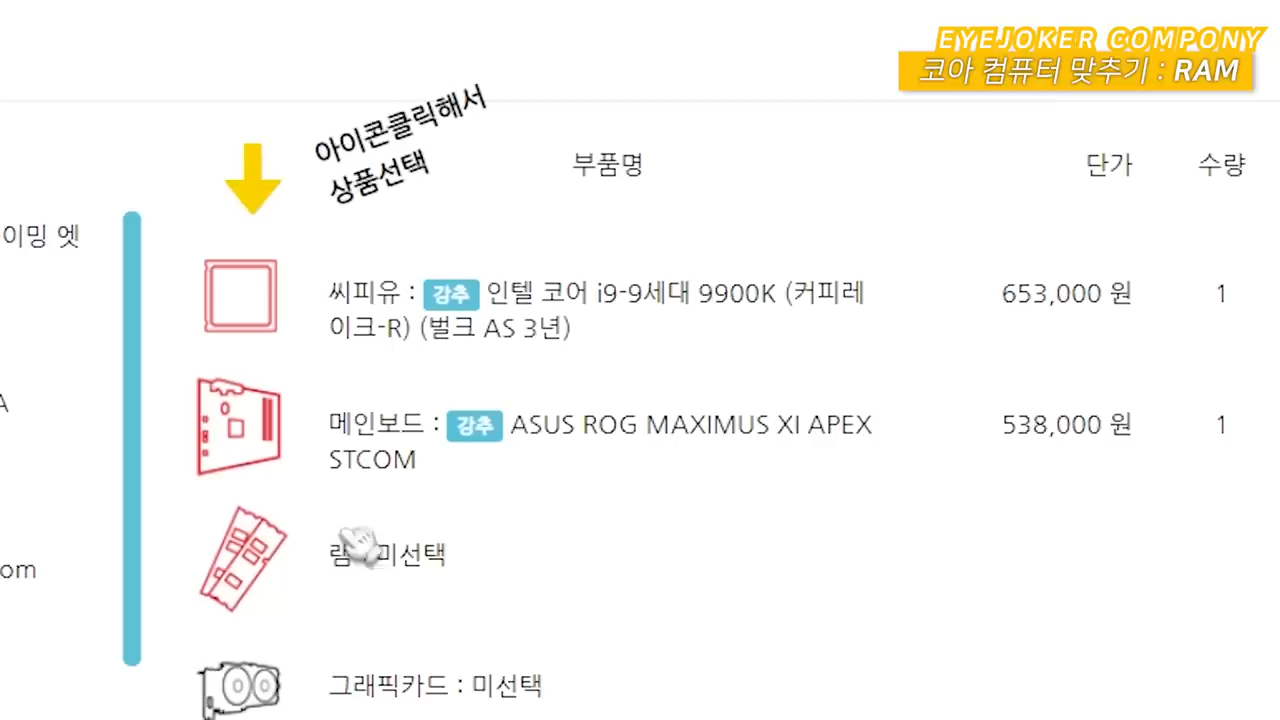 EYEJOKER COMPONY
코아 컴퓨터 맞추기 : RAM
아이콘클릭해서
상품선택
부품명
단가
수량
이밍 엣
씨피유 : 강추 인텔 코어 i9-9세대 9900K (커피레
이크-R) (벌크 AS 3년)
653,000 원
1
A
메인보드 : 강추 ASUS ROG MAXIMUS XI APEX
STCOM
538,000 원
1
램 : 미선택
om
그래픽카드 : 미선택